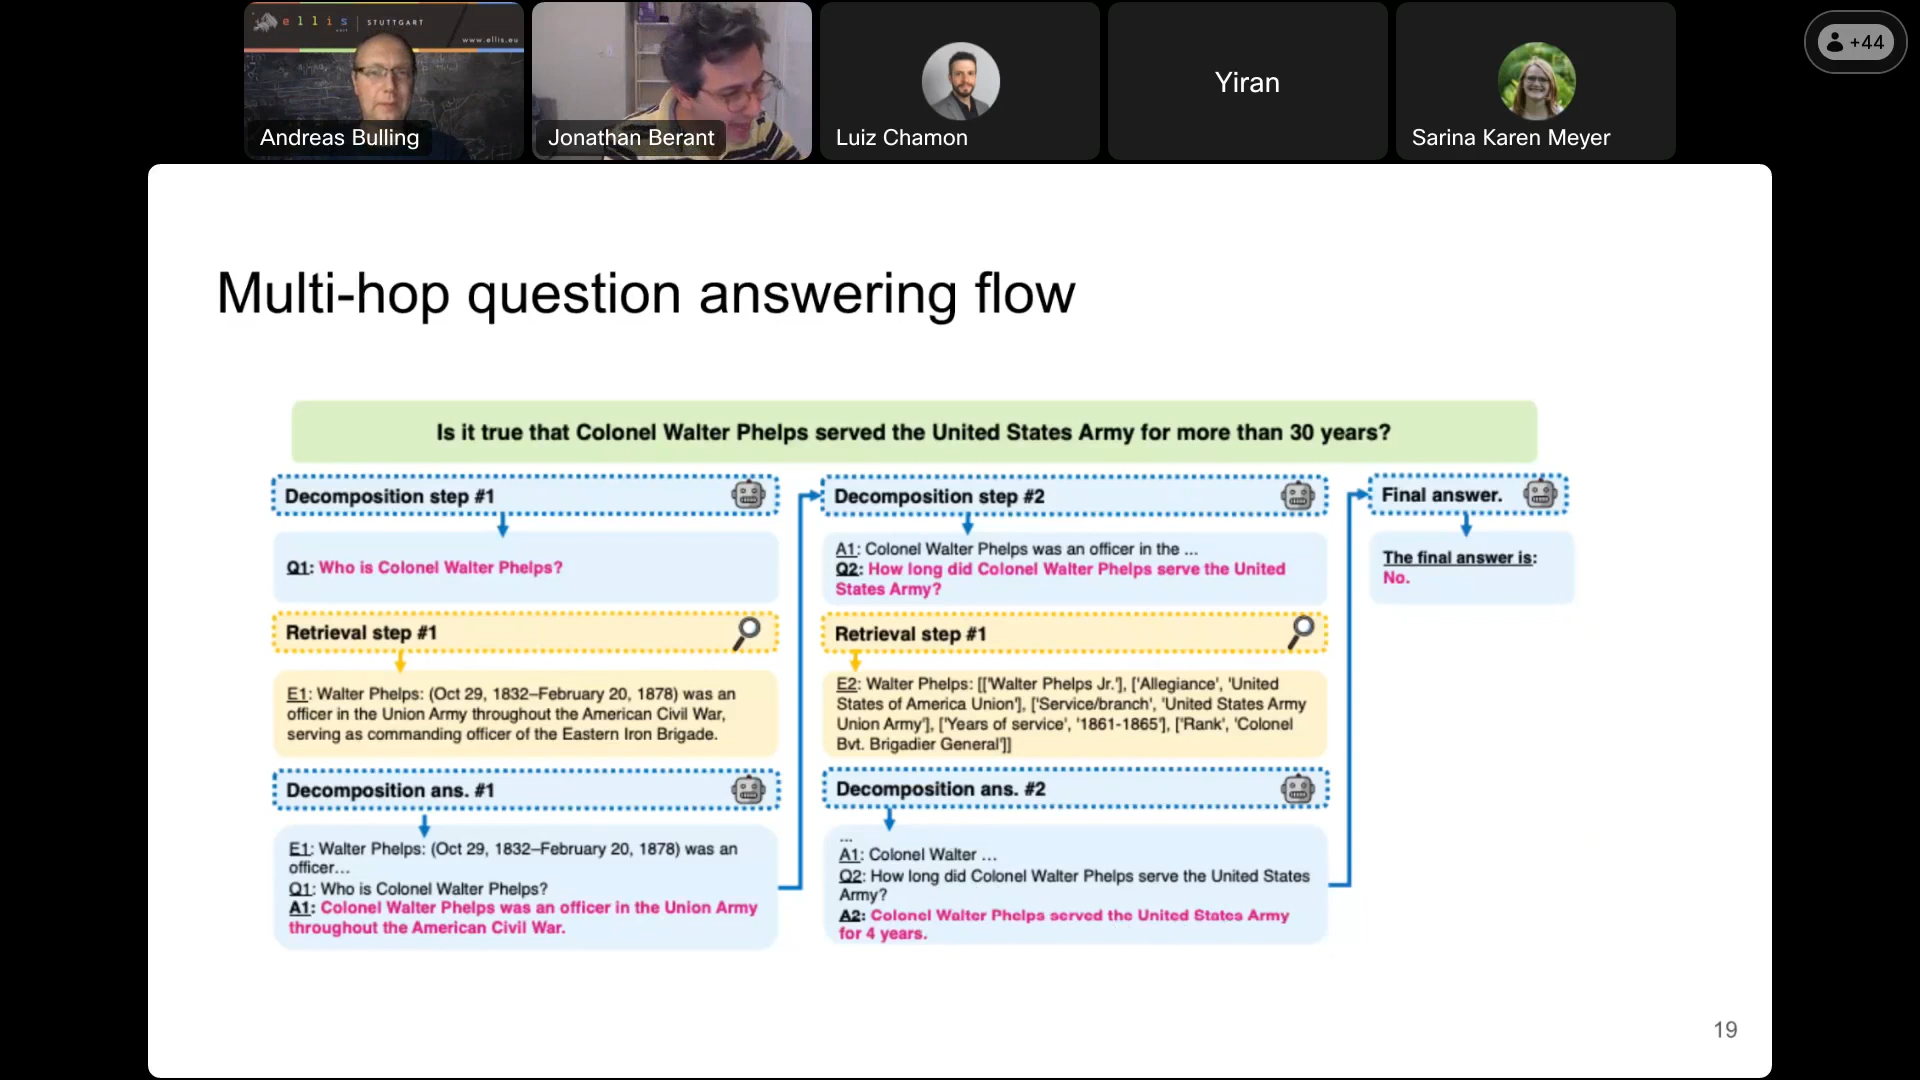 ellis
unit
STUTTGART
www.ellis.eu
Andreas Bulling
Jonathan Berant
Luiz Chamon
Yiran
Sarina Karen Meyer
+44
Multi-hop question answering flow
Is it true that Colonel Walter Phelps served the United States Army for more than 30 years?
Decomposition step #1
Q1: Who is Colonel Walter Phelps?
Retrieval step #1
E1: Walter Phelps: (Oct 29, 1832–February 20, 1878) was an
officer in the Union Army throughout the American Civil War,
serving as commanding officer of the Eastern Iron Brigade.
Decomposition ans. #1
E1: Walter Phelps: (Oct 29, 1832–February 20, 1878) was an
officer...
Q1: Who is Colonel Walter Phelps?
A1: Colonel Walter Phelps was an officer in the Union Army
throughout the American Civil War.
Decomposition step #2
A1: Colonel Walter Phelps was an officer in the ...
Q2: How long did Colonel Walter Phelps serve the United
States Army?
Retrieval step #1
E2: Walter Phelps: [['Walter Phelps Jr.'], ['Allegiance', 'United
States of America Union'], ['Service/branch', 'United States Army
Union Army'], ['Years of service', '1861-1865'], ['Rank', 'Colonel
Bvt. Brigadier General']]
Decomposition ans. #2
...
A1: Colonel Walter ...
Q2: How long did Colonel Walter Phelps serve the United States
Army?
A2: Colonel Walter Phelps served the United States Army
for 4 years.
Final answer.
The final answer is:
No.
19